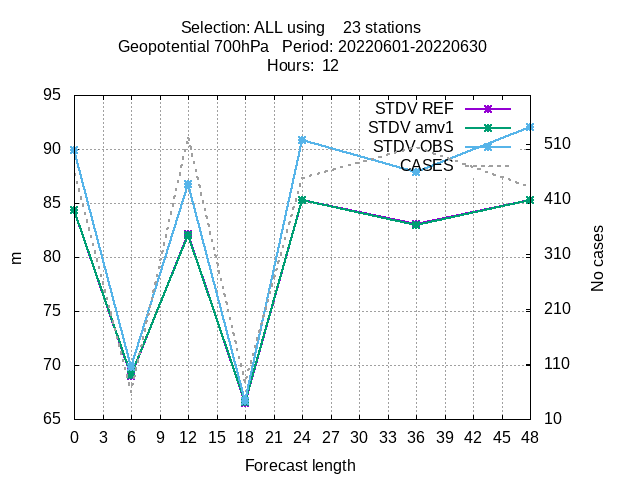 Selection: ALL using 23 stations
Geopotential 700hPa Period: 20220601-20220630
Hours: 12
STDV REF
STDV amv1
STDV OBS
CASES
95
90
85
80
75
70
65
m
510
410
310
210
110
10
No cases
0 3 6 9 12 15 18 21 24 27 30 33 36 39 42 45 48
Forecast length